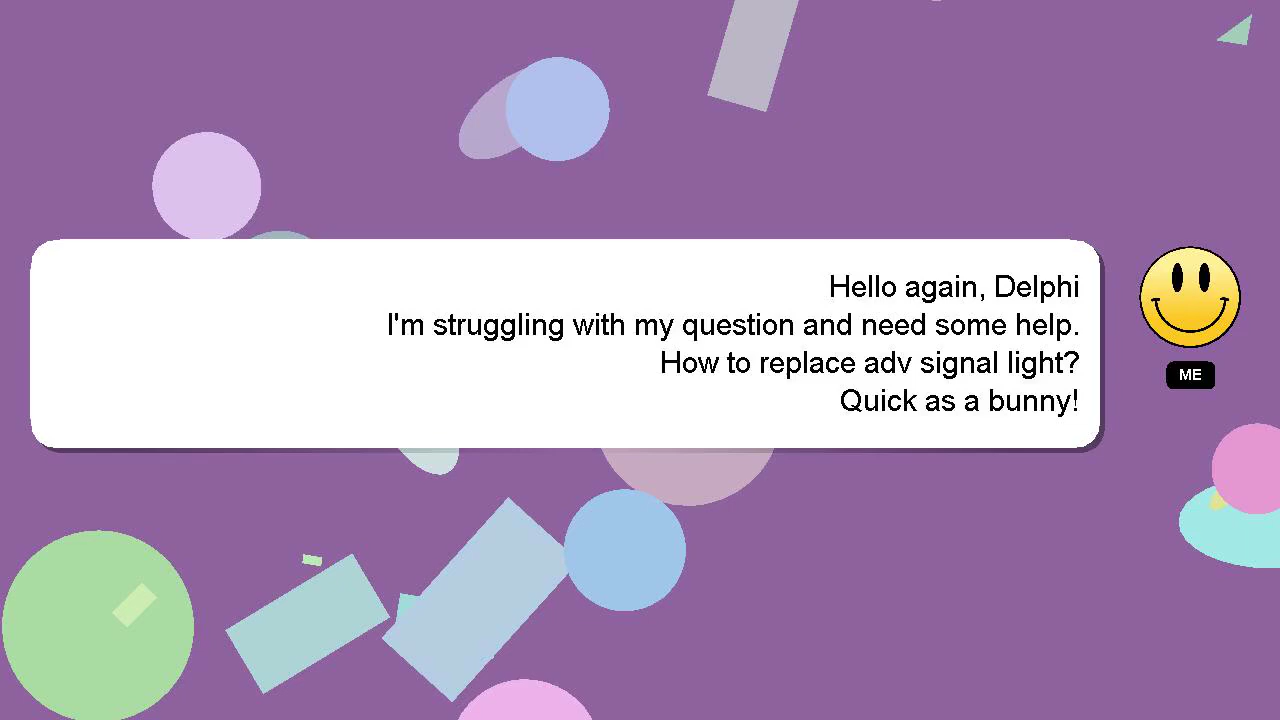 Hello again, Delphi
I'm struggling with my question and need some help.
How to replace adv signal light?
Quick as a bunny!
ME